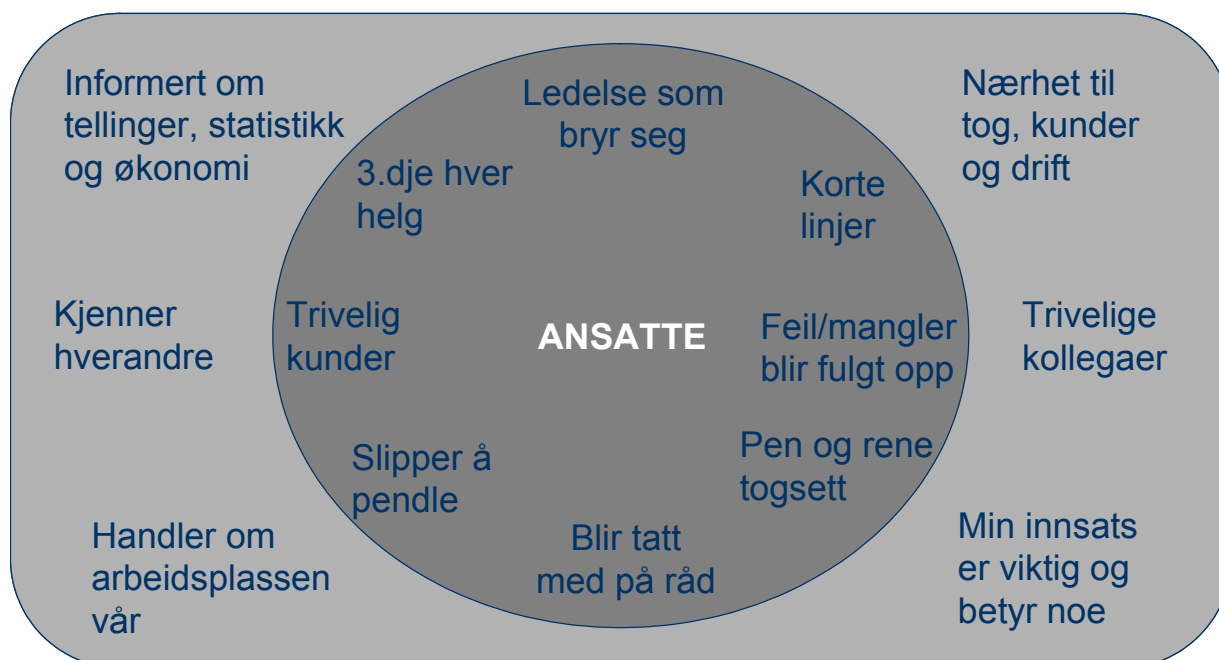 Informert om
tellinger, statistikk
og økonomi
Ledelse som
bryr seg
Nærhet til
tog, kunder
og drift
3.dje hver
helg
Korte
linjer
Kjenner
hverandre
Trivelig
kunder
ANSATTE
Feil/mangler
blir fulgt opp
Trivelige
kollegaer
Slipper å
pendle
Pen og rene
togsett
Handler om
arbeidsplassen
vår
Blir tatt
med på råd
Min innsats
er viktig og
betyr noe